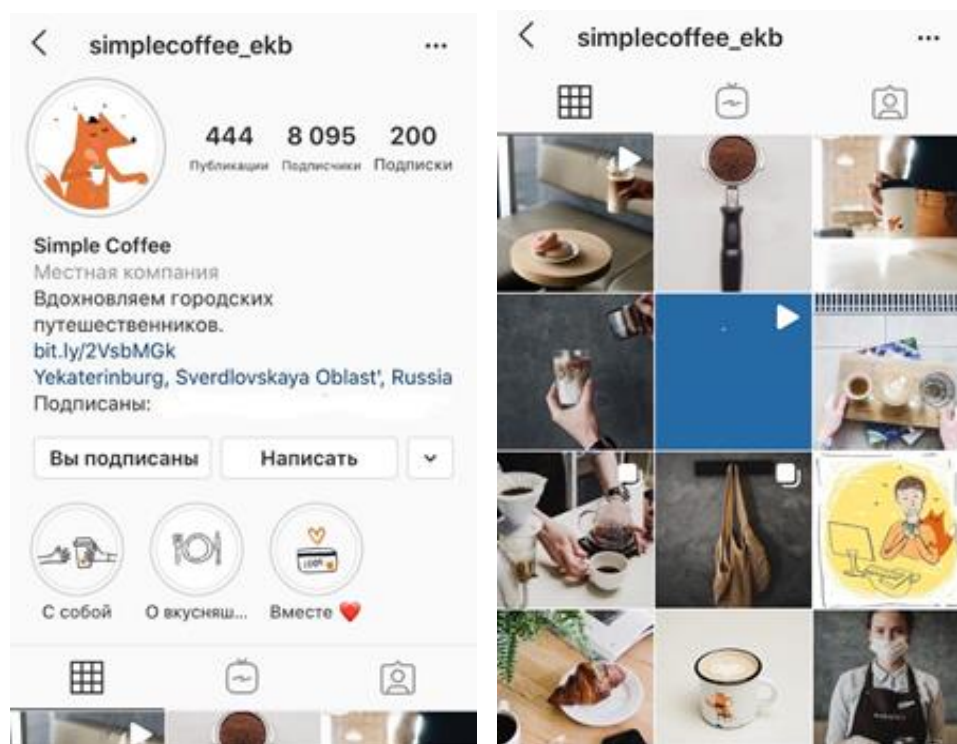 simplecoffee_ekb
444 8 095 200
Публикации Подписчики Подписки
Simple Coffee
Местная компания
Вдохновляем городских
путешественников.
bit.ly/2VsbMGk
Yekaterinburg, Sverdlovskaya Oblast', Russia
Подписаны:
Вы подписаны Написать
С собой О вкусняш... Вместе ❤️
simplecoffee_ekb